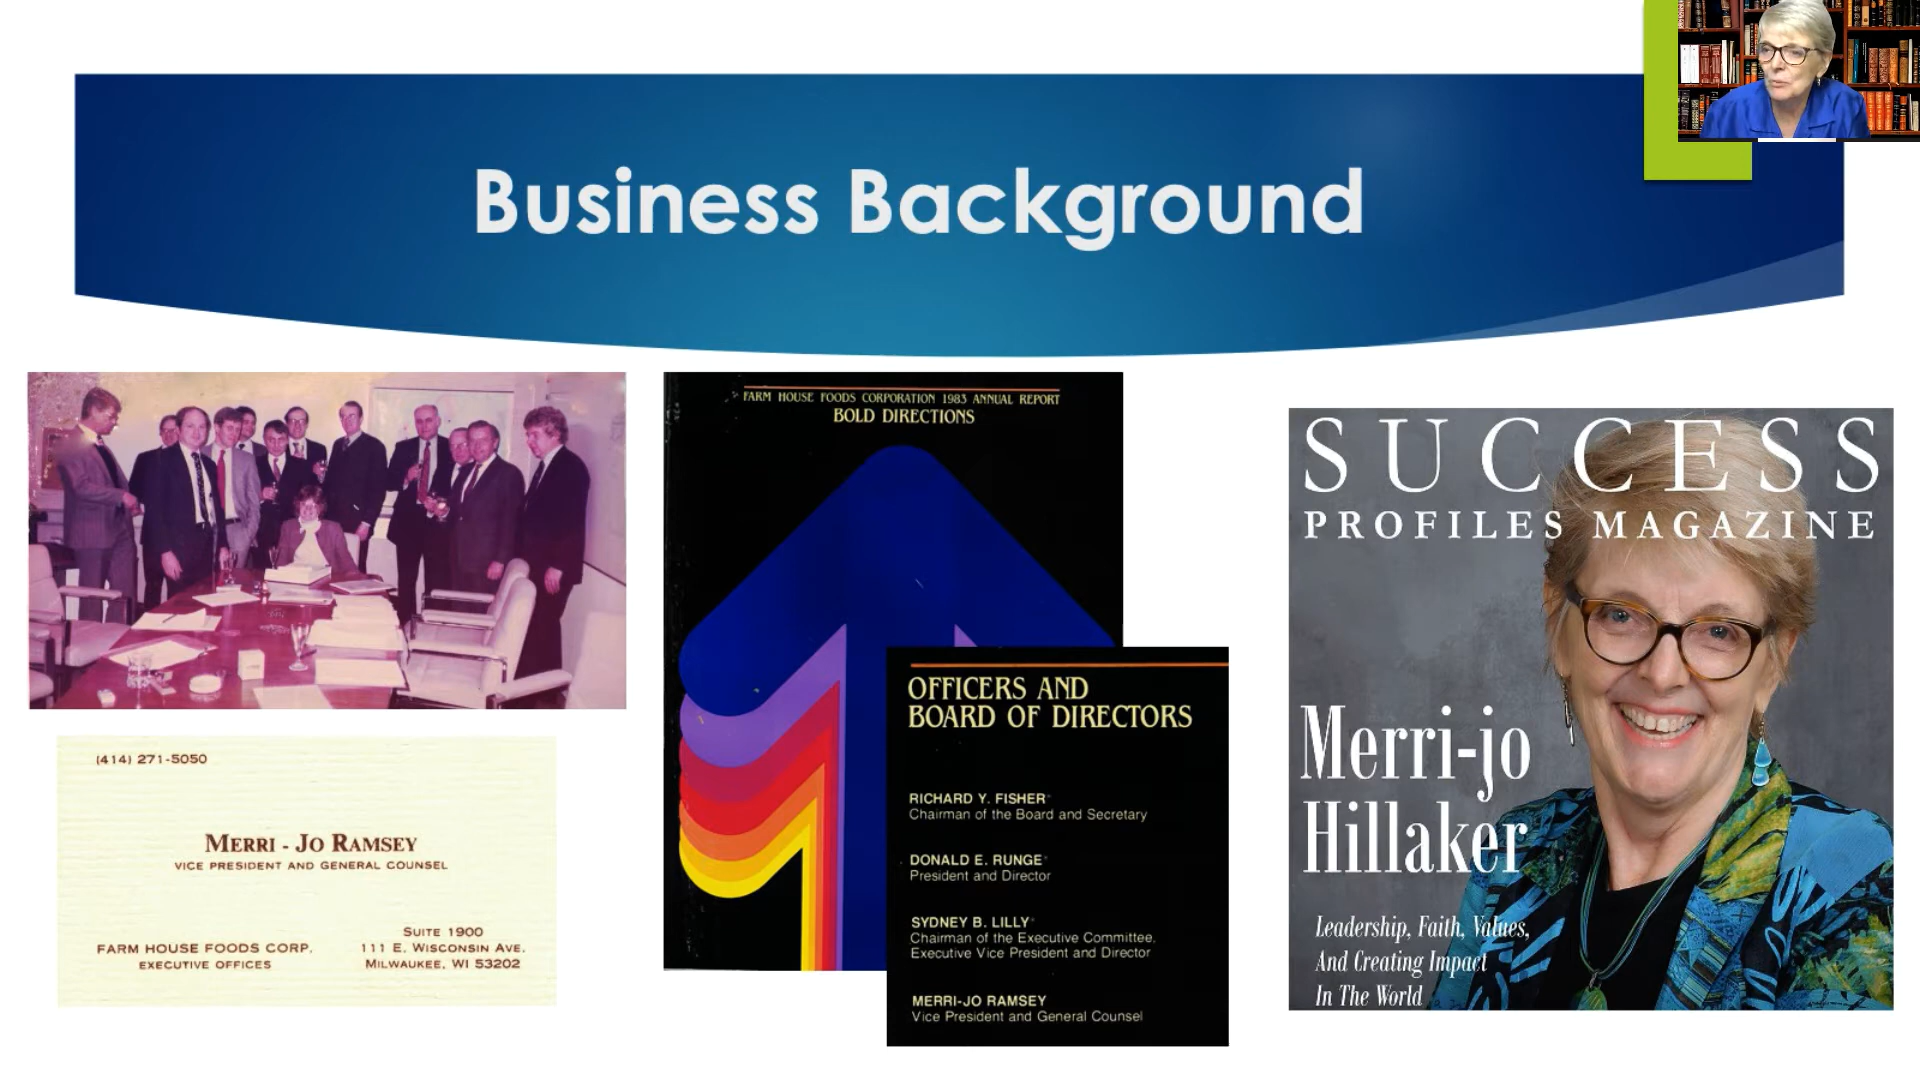 Business Background
(414) 271-5050
MERRI - JO RAMSEY
VICE PRESIDENT AND GENERAL COUNSEL
FARM HOUSE FOODS CORP.
EXECUTIVE OFFICES
SUITE 1900
111 E. WISCONSIN AVE.
MILWAUKEE, WI 53202
FARM HOUSE FOODS CORPORATION 1983 ANNUAL REPORT
BOLD DIRECTIONS
OFFICERS AND
BOARD OF DIRECTORS
RICHARD Y. FISHER*
Chairman of the Board and Secretary
DONALD E. RUNGE*
President and Director
SYDNEY B. LILLY*
Chairman of the Executive Committee,
Executive Vice President and Director
MERRI-JO RAMSEY
Vice President and General Counsel
SUCCESS
PROFILES MAGAZINE
Merri-jo
Hillaker
Leadership, Faith, Values,
And Creating Impact
In The World